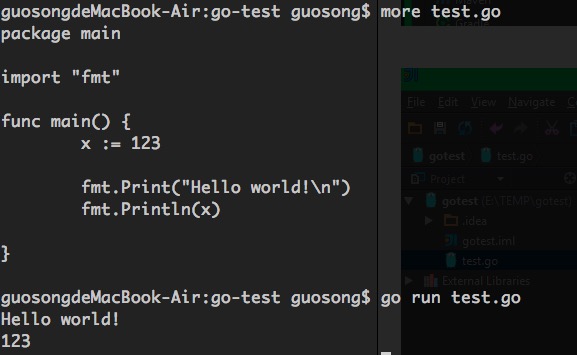 guosongdeMacBook-Air:go-test guosong$ more test.go
package main
import "fmt"
func main() {
x := 123
fmt.Print("Hello world!\n")
fmt.Println(x)
}
guosongdeMacBook-Air:go-test guosong$ go run test.go
Hello world!
123
File Edit View Navigate
gotest test.go
Project
gotest (E:\TEMP\gotest)
.idea
gotest.iml
test.go
External Libraries